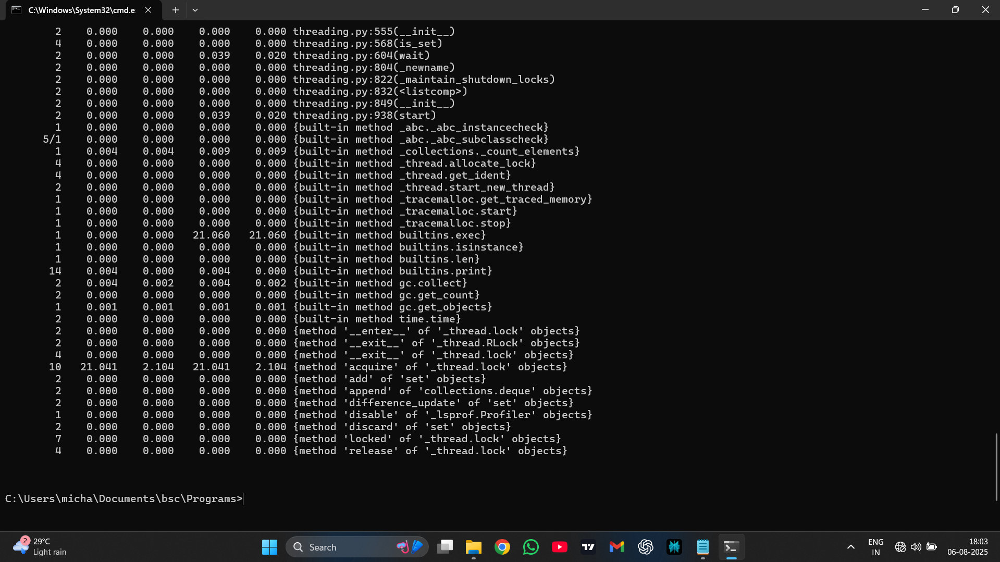 C:\Windows\System32\cmd.e
2 0.000 0.000 0.000 0.000 threading.py:555(__init__)
4 0.000 0.000 0.000 0.000 threading.py:568(is_set)
2 0.000 0.000 0.039 0.020 threading.py:604(wait)
2 0.000 0.000 0.000 0.000 threading.py:804(_newname)
2 0.000 0.000 0.000 0.000 threading.py:822(_maintain_shutdown_locks)
2 0.000 0.000 0.000 0.000 threading.py:832(<listcomp>)
2 0.000 0.000 0.000 0.000 threading.py:849(__init__)
2 0.000 0.000 0.039 0.020 threading.py:938(start)
1 0.000 0.000 0.000 0.000 {built-in method _abc._abc_instancecheck}
5/1 0.000 0.000 0.000 0.000 {built-in method _abc._abc_subclasscheck}
1 0.004 0.004 0.009 0.009 {built-in method _collections._count_elements}
4 0.000 0.000 0.000 0.000 {built-in method _thread.allocate_lock}
4 0.000 0.000 0.000 0.000 {built-in method _thread.get_ident}
2 0.000 0.000 0.000 0.000 {built-in method _thread.start_new_thread}
1 0.000 0.000 0.000 0.000 {built-in method _tracemalloc.get_traced_memory}
1 0.000 0.000 0.000 0.000 {built-in method _tracemalloc.start}
1 0.000 0.000 0.000 0.000 {built-in method _tracemalloc.stop}
1 0.000 0.000 21.060 21.060 {built-in method builtins.exec}
1 0.000 0.000 0.000 0.000 {built-in method builtins.isinstance}
1 0.000 0.000 0.000 0.000 {built-in method builtins.len}
14 0.004 0.000 0.004 0.000 {built-in method builtins.print}
2 0.004 0.002 0.004 0.002 {built-in method gc.collect}
2 0.000 0.000 0.000 0.000 {built-in method gc.get_count}
1 0.001 0.001 0.001 0.001 {built-in method gc.get_objects}
2 0.000 0.000 0.000 0.000 {built-in method time.time}
2 0.000 0.000 0.000 0.000 {method '__enter__' of '_thread.lock' objects}
2 0.000 0.000 0.000 0.000 {method '__exit__' of '_thread.RLock' objects}
4 0.000 0.000 0.000 0.000 {method '__exit__' of '_thread.lock' objects}
10 21.041 2.104 21.041 2.104 {method 'acquire' of '_thread.lock' objects}
2 0.000 0.000 0.000 0.000 {method 'add' of 'set' objects}
2 0.000 0.000 0.000 0.000 {method 'append' of 'collections.deque' objects}
2 0.000 0.000 0.000 0.000 {method 'difference_update' of 'set' objects}
1 0.000 0.000 0.000 0.000 {method 'disable' of '_lsprof.Profiler' objects}
2 0.000 0.000 0.000 0.000 {method 'discard' of 'set' objects}
7 0.000 0.000 0.000 0.000 {method 'locked' of '_thread.lock' objects}
4 0.000 0.000 0.000 0.000 {method 'release' of '_thread.lock' objects}
C:\Users\micha\Documents\bsc\Programs>
2 29°C
Light rain
Search
ENG
IN
18:03
06-08-2025